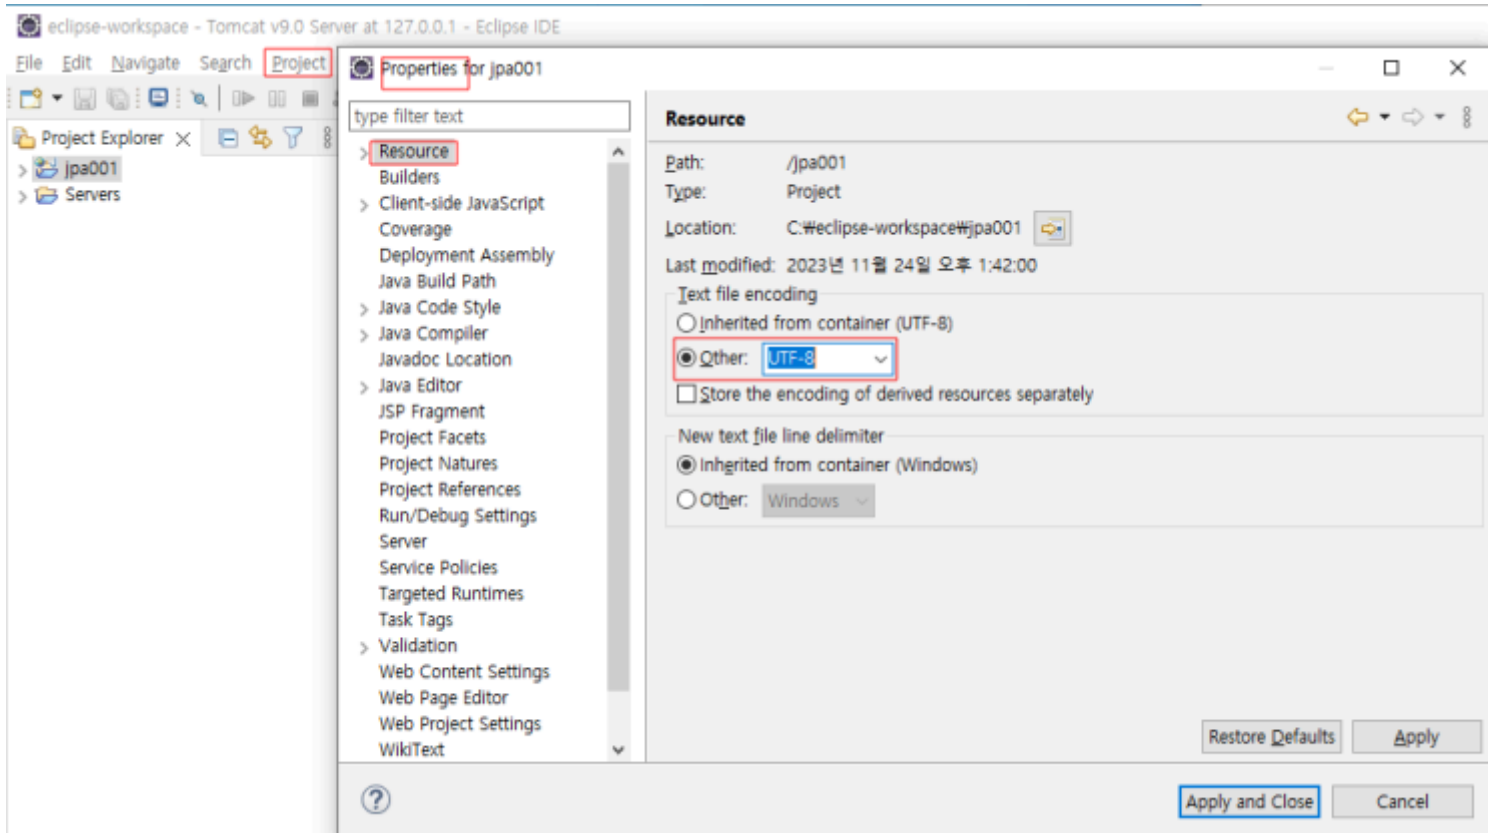 eclipse-workspace - Tomcat v9.0 Server at 127.0.0.1 - Eclipse IDE
File Edit Navigate Search Project
Project Explorer
jpa001
Servers
Properties for jpa001
type filter text
Resource
Builders
Client-side JavaScript
Coverage
Deployment Assembly
Java Build Path
Java Code Style
Java Compiler
Javadoc Location
Java Editor
JSP Fragment
Project Facets
Project Natures
Project References
Run/Debug Settings
Server
Service Policies
Targeted Runtimes
Task Tags
Validation
Web Content Settings
Web Page Editor
Web Project Settings
WikiText
Resource
Path: /jpa001
Type: Project
Location: C:₩eclipse-workspace₩jpa001
Last modified: 2023년 11월 24일 오후 1:42:00
Text file encoding
Inherited from container (UTF-8)
Other: UTF-8
Store the encoding of derived resources separately
New text file line delimiter
Inherited from container (Windows)
Other: Windows
Restore Defaults Apply
Apply and Close Cancel